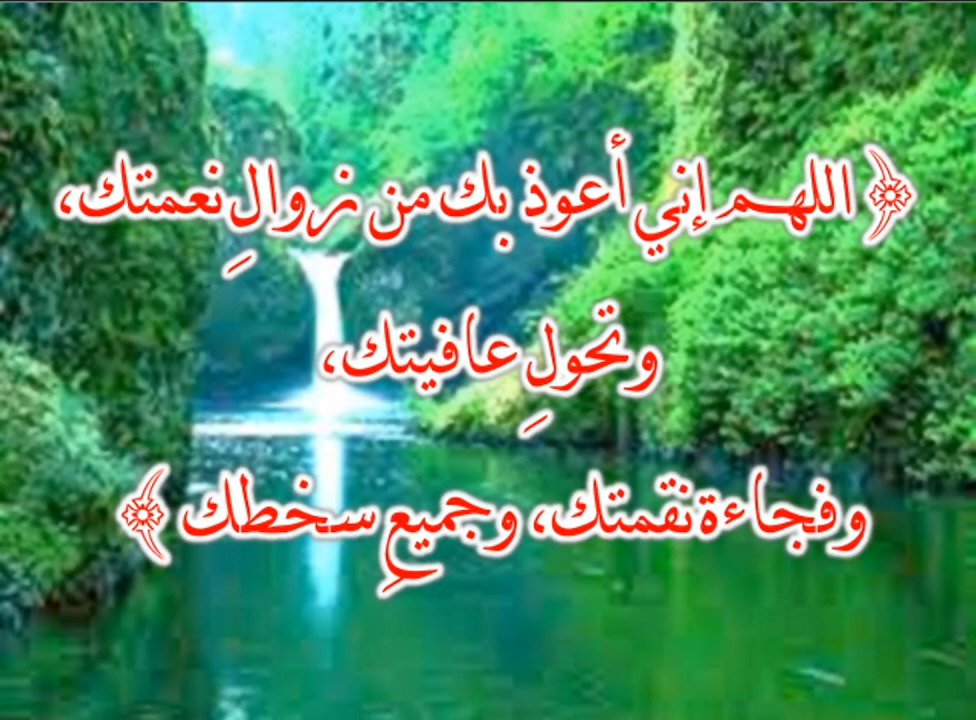 ﴿ اللهم إني أعوذ بك من زوالِ نعمتك،
وتحولِ عافيتك،
وفجاءة نقمتك، وجميعِ سخطك ﴾